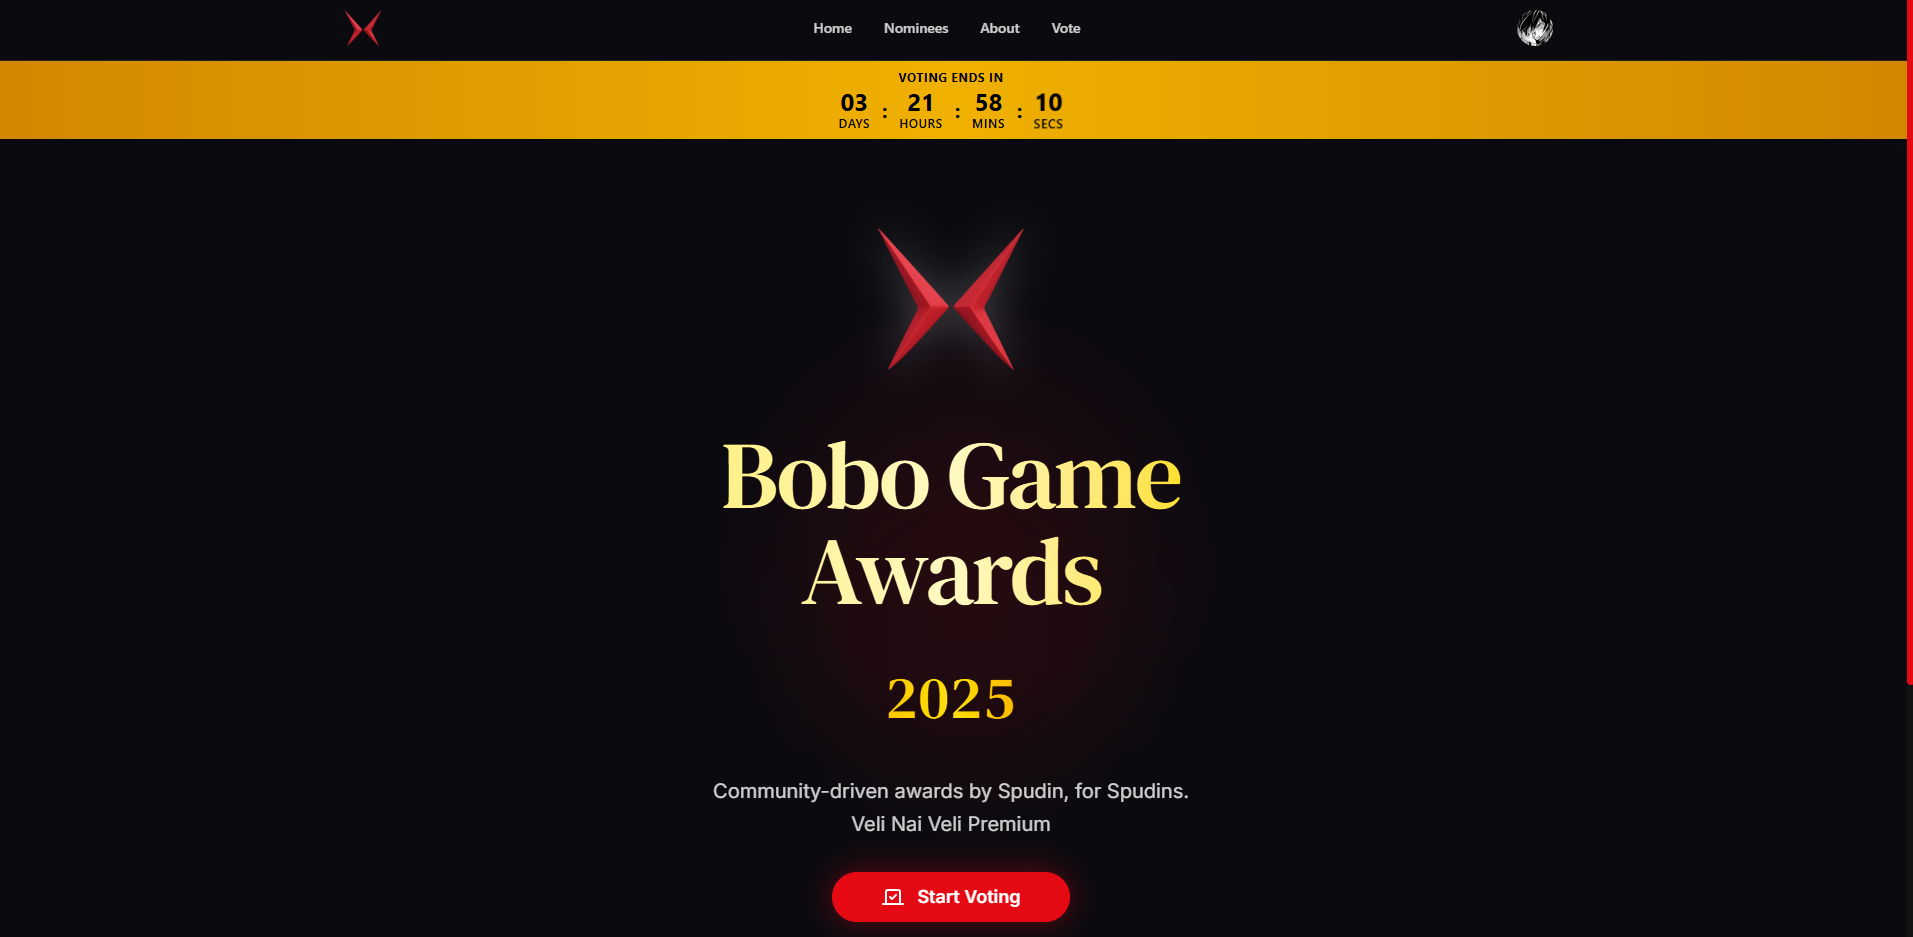 Home Nominees About Vote
VOTING ENDS IN
03 : 21 : 58 : 10
DAYS HOURS MINS SECS
Bobo Game
Awards
2025
Community-driven awards by Spudin, for Spudins.
Veli Nai Veli Premium
Start Voting